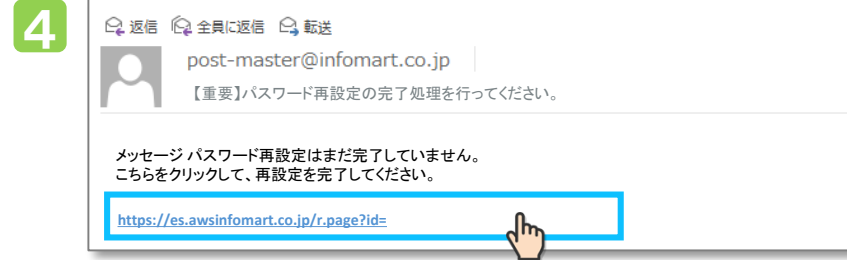 4
返信 全員に返信 転送
post-master@infomart.co.jp
【重要】パスワード再設定の完了処理を行ってください。
メッセージ パスワード再設定はまだ完了していません。
こちらをクリックして、再設定を完了してください。
https://es.awsinfomart.co.jp/r.page?id=